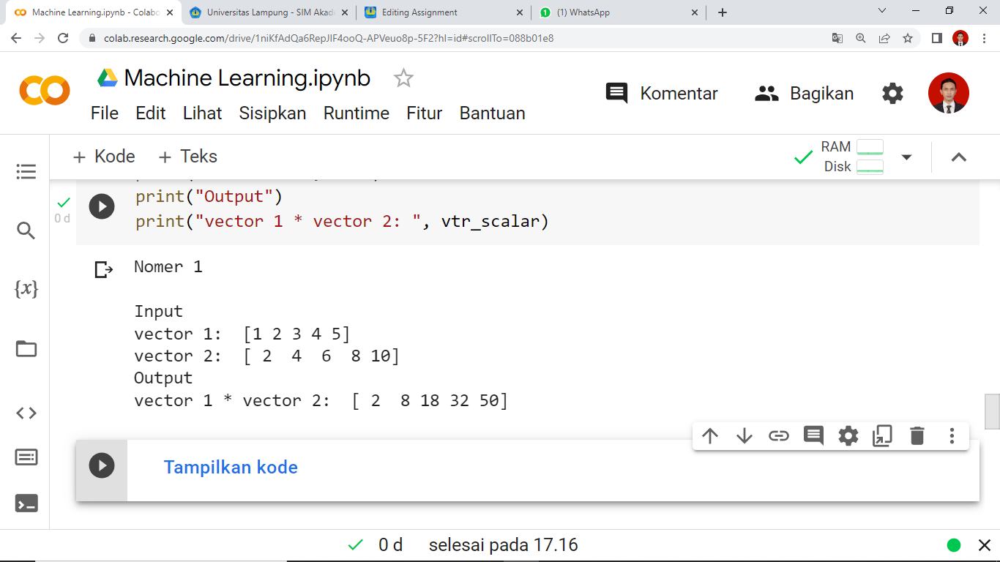 Machine Learning.ipynb - Colabo
Universitas Lampung - SIM Akade
Editing Assignment
(1) WhatsApp
colab.research.google.com/drive/1niKfAdQa6RepJIF4ooQ-APVeuo8p-5F2?hl=id#scrollTo=088b01e8
Machine Learning.ipynb
Komentar
Bagikan
File Edit Lihat Sisipkan Runtime Fitur Bantuan
+ Kode + Teks
RAM
Disk
{x}
0 d
print("Output")
print("vector 1 * vector 2: ", vtr_scalar)
Nomer 1
Input
vector 1:  [1 2 3 4 5]
vector 2:  [ 2  4  6  8 10]
Output
vector 1 * vector 2:  [ 2  8 18 32 50]
Tampilkan kode
0 d selesai pada 17.16